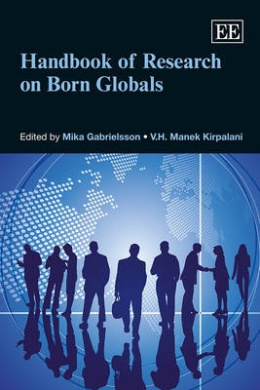 EE
Handbook of Research
on Born Globals
Edited by Mika Gabrielsson • V.H. Manek Kirpalani